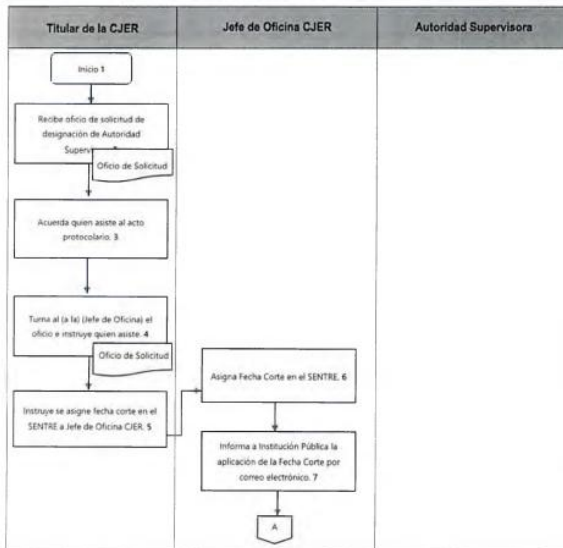 Titular de la CJER
Jefe de Oficina CJER
Autoridad Supervisora
Inicio 1
Recibe oficio de solicitud de
designación de Autoridad
Oficio de Solicitud
Acuerda quien asiste al acto
protocolario. 3
Turna al (a la) (Jefe de Oficina) el
oficio e instruye quien asiste. 4
Oficio de Solicitud
Instruye se asigne fecha corte en el
SENTRE a Jefe de Oficina CJER. 5
Asigna Fecha Corte en el SENTRE. 6
Informa a Institución Pública la
aplicación de la Fecha Corte por
correo electrónico. 7
A